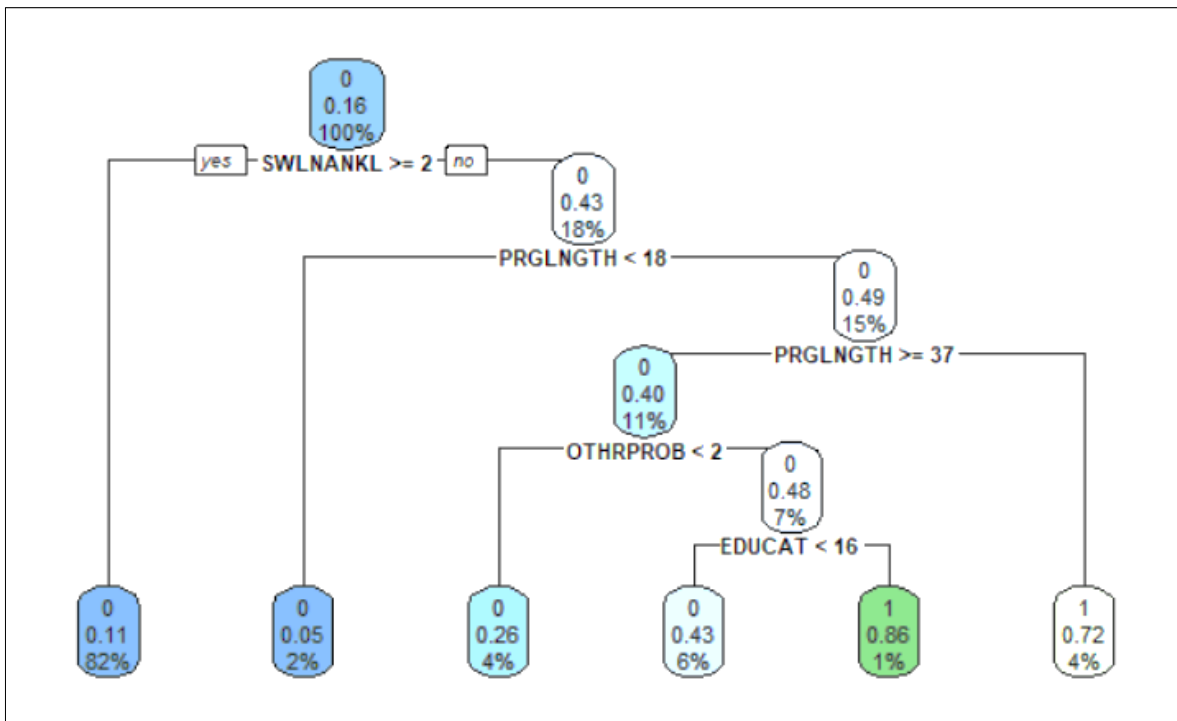 0
0.16
100%
yes SWLNANKL >= 2 no
0
0.43
18%
PRGLNGTH < 18
0
0.49
15%
PRGLNGTH >= 37
0
0.40
11%
OTHRPROB < 2
0
0.48
7%
EDUCAT < 16
0 0 0 0 1 1
0.11 0.05 0.26 0.43 0.86 0.72
82% 2% 4% 6% 1% 4%